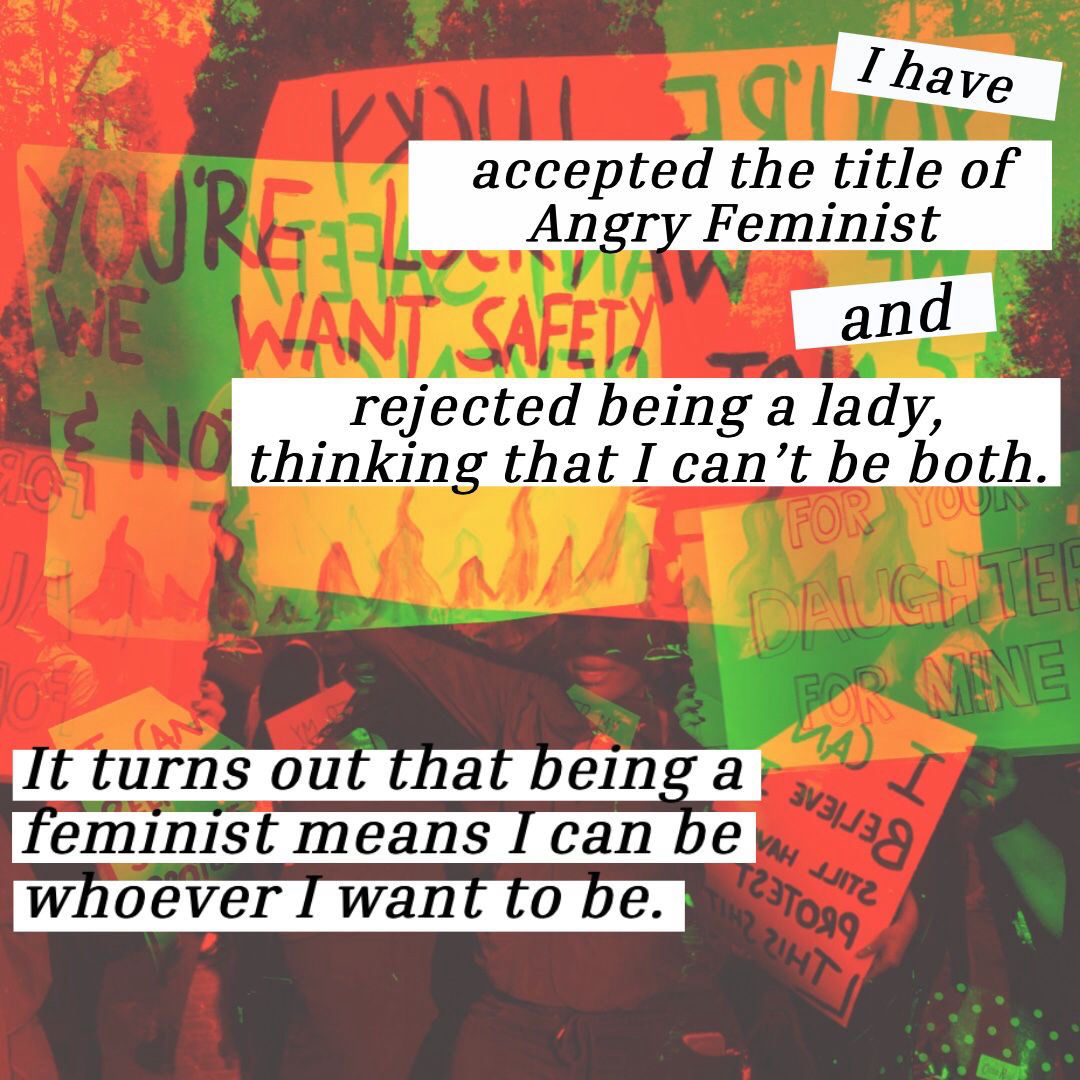 I have
accepted the title of
Angry Feminist
and
rejected being a lady,
thinking that I can’t be both.
It turns out that being a
feminist means I can be
whoever I want to be.
YOU'RE LUCKY
WE WANT SAFETY
& NOT
FOR YOUR
DAUGHTER
FOR MINE
I CAN'T
BELIEVE I
STILL HAVE
PROTEST
THIS SHIT